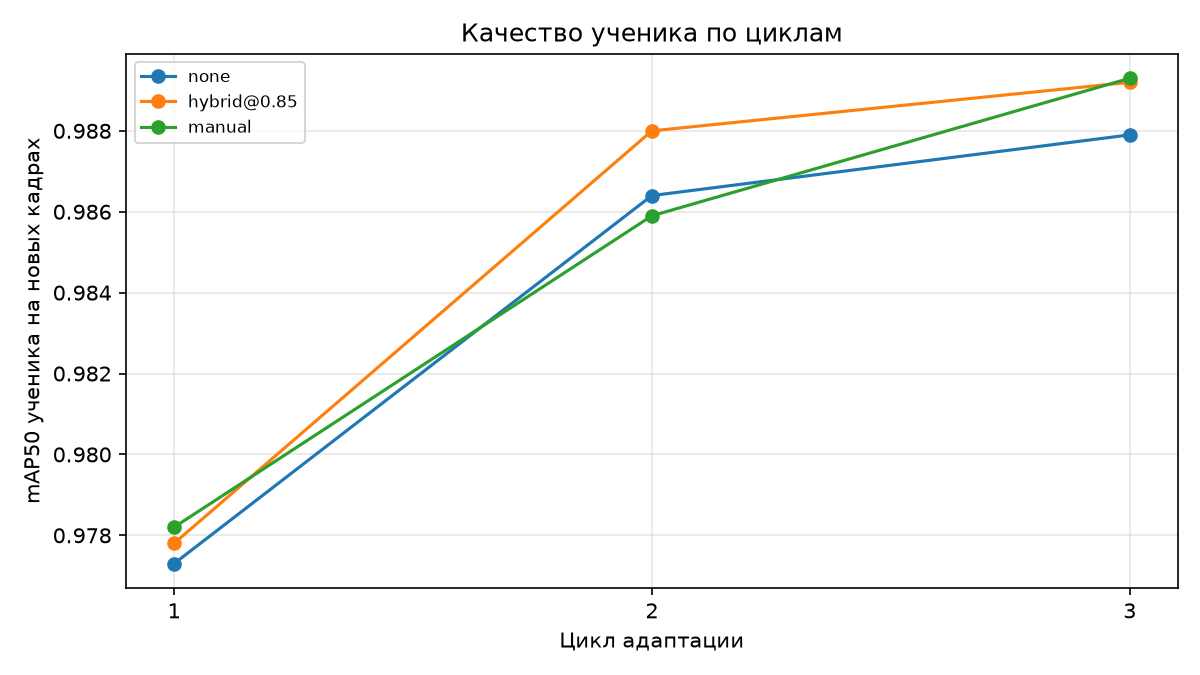 Качество ученика по циклам
none
hybrid@0.85
manual
mAP50 ученика на новых кадрах
0.988
0.986
0.984
0.982
0.980
0.978
1
2
3
Цикл адаптации